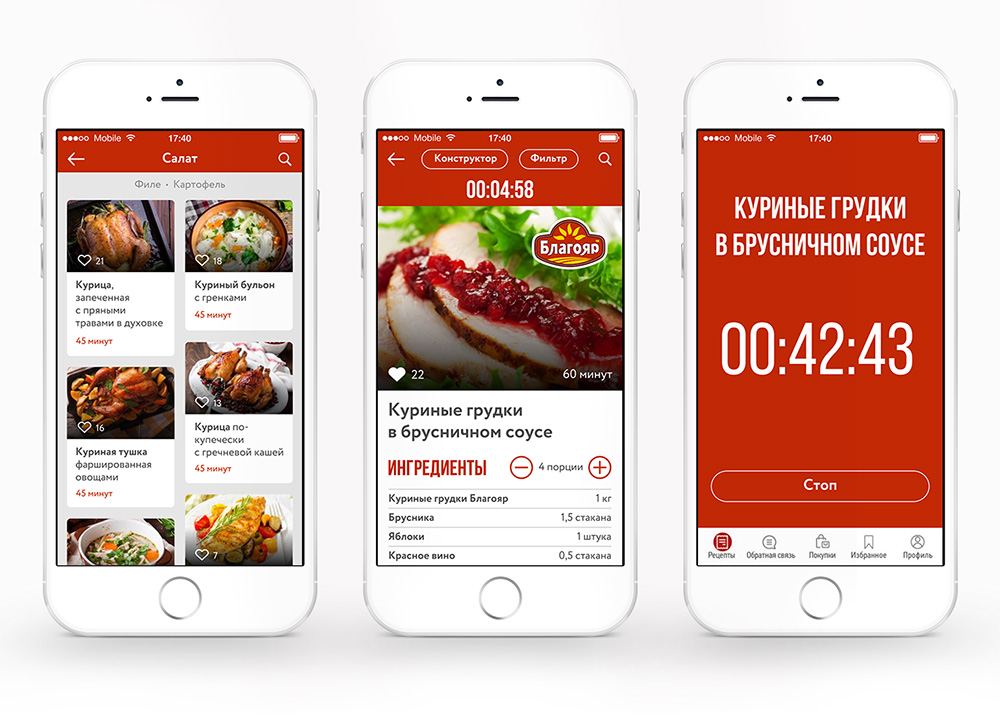 Mobile 17:40
Салат
Филе • Картофель
21
Курица,
запеченная
с пряными
травами в духовке
45 минут
18
Куриный бульон
с гренками
45 минут
16
Куриная тушка
фаршированная
овощами
45 минут
13
Курица по-
купечески
с гречневой кашей
45 минут
7
Mobile 17:40
Конструктор Фильтр
00:04:58
Благояр
22 60 минут
Куриные грудки
в брусничном соусе
ИНГРЕДИЕНТЫ 4 порции
Куриные грудки Благояр 1 кг
Брусника 1,5 стакана
Яблоки 1 штука
Красное вино 0,5 стакана
Mobile 17:40
КУРИНЫЕ ГРУДКИ
В БРУСНИЧНОМ СОУСЕ
00:42:43
Стоп
Рецепты Обратная связь Покупки Избранное Профиль